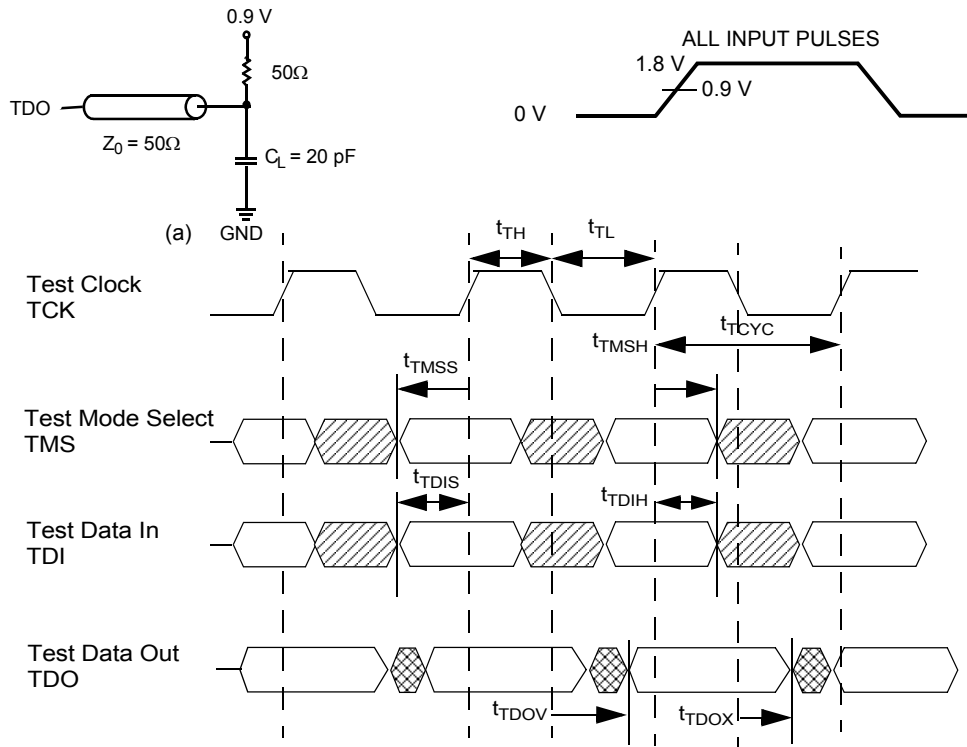 0.9 V
50Ω
TDO
Z0 = 50Ω
CL = 20 pF
(a) GND
ALL INPUT PULSES
1.8 V
0.9 V
0 V
tTH
tTL
Test Clock
TCK
tTCYC
tTMSH
tTMSS
Test Mode Select
TMS
tTDIS
tTDIH
Test Data In
TDI
Test Data Out
TDO
tTDOV
tTDOX